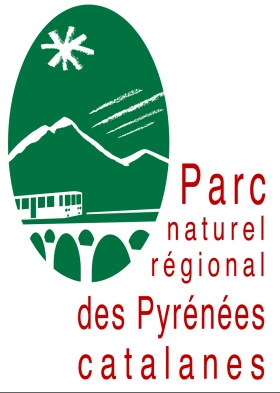 Parc
naturel
régional
des Pyrénées
catalanes